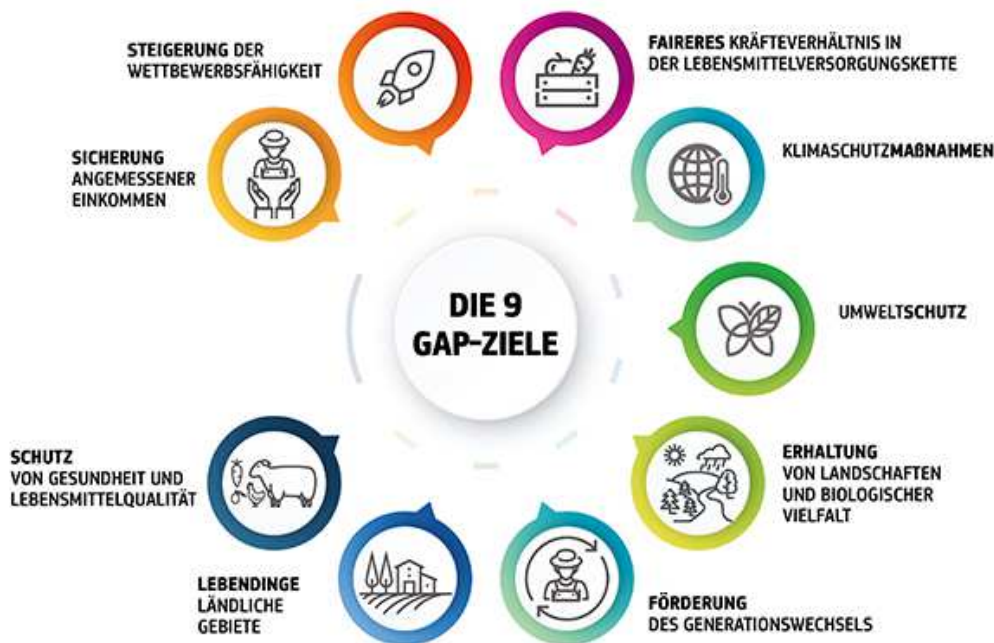 DIE 9
GAP-ZIELE
SICHERUNG
ANGEMESSENER
EINKOMMEN
STEIGERUNG DER
WETTBEWERBSFÄHIGKEIT
FAIRERES KRÄFTEVERHÄLTNIS IN
DER LEBENSMITTELVERSORGUNGSKETTE
KLIMASCHUTZMAßNAHMEN
UMWELTSCHUTZ
ERHALTUNG
VON LANDSCHAFTEN
UND BIOLOGISCHER
VIELFALT
FÖRDERUNG
DES GENERATIONSWECHSELS
LEBENDINGE
LÄNDLICHE
GEBIETE
SCHUTZ
VON GESUNDHEIT UND
LEBENSMITTELQUALITÄT